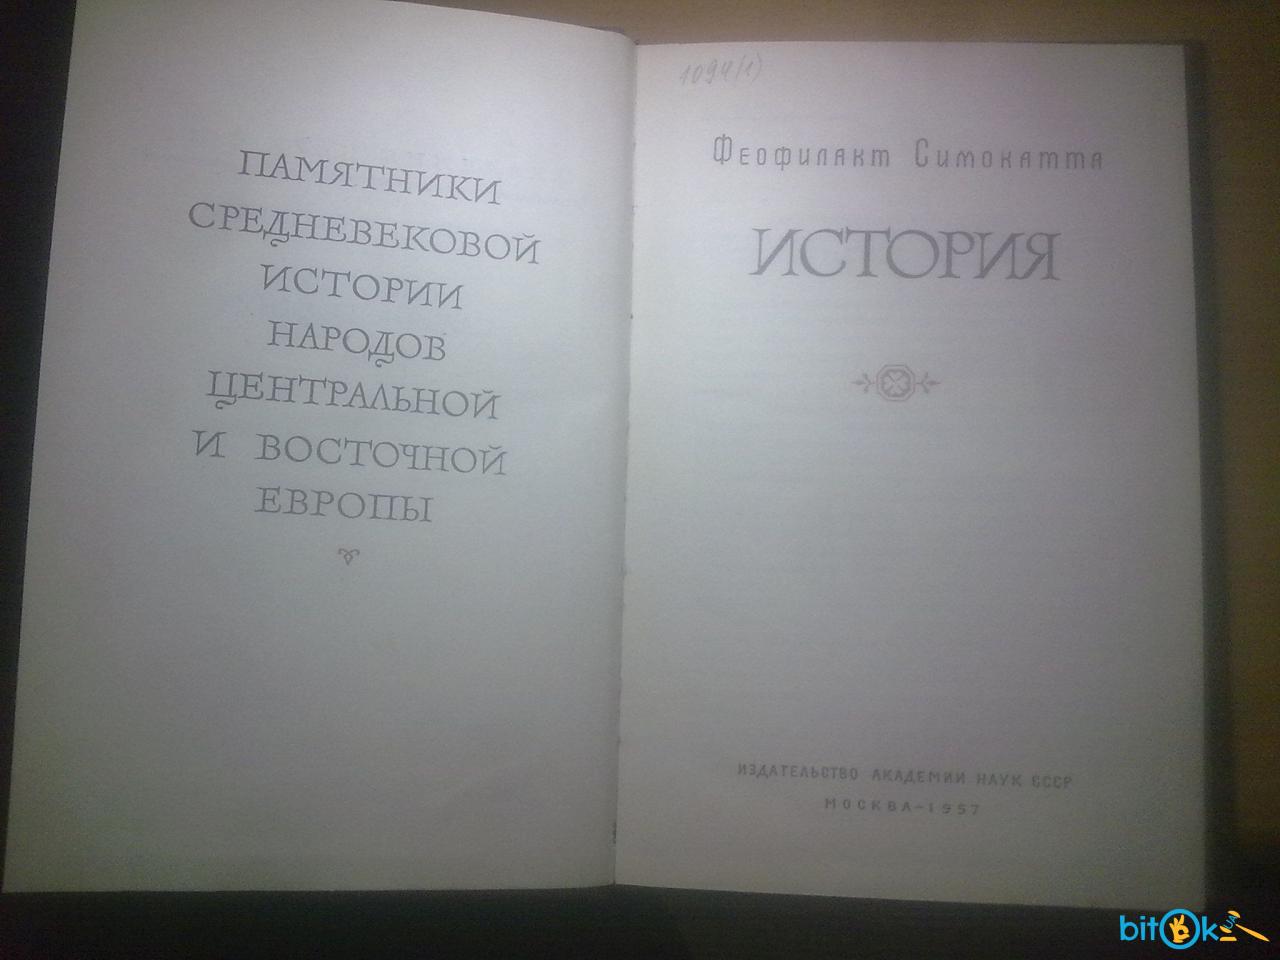 ПАМЯТНИКИ
СРЕДНЕВЕКОВОЙ
ИСТОРИИ
НАРОДОВ
ЦЕНТРАЛЬНОЙ
И ВОСТОЧНОЙ
ЕВРОПЫ
1094(1)
Феофилакт Симокатта
ИСТОРИЯ
ИЗДАТЕЛЬСТВО АКАДЕМИИ НАУК СССР
МОСКВА–1957
bitOk.UA